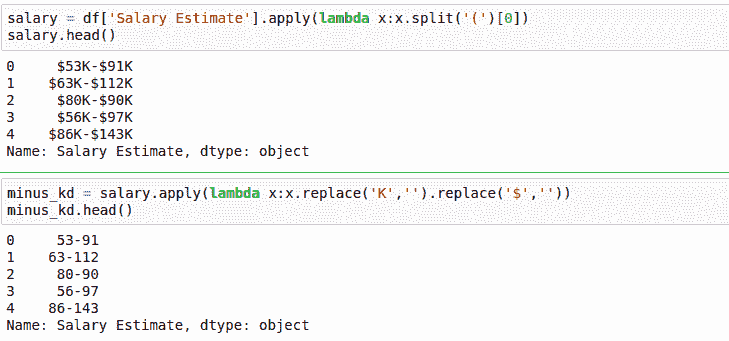 salary = df['Salary Estimate'].apply(lambda x:x.split('(')[0])
salary.head()
0 $53K-$91K
1 $63K-$112K
2 $80K-$90K
3 $56K-$97K
4 $86K-$143K
Name: Salary Estimate, dtype: object
minus_kd = salary.apply(lambda x:x.replace('K','').replace('$',''))
minus_kd.head()
0 53-91
1 63-112
2 80-90
3 56-97
4 86-143
Name: Salary Estimate, dtype: object